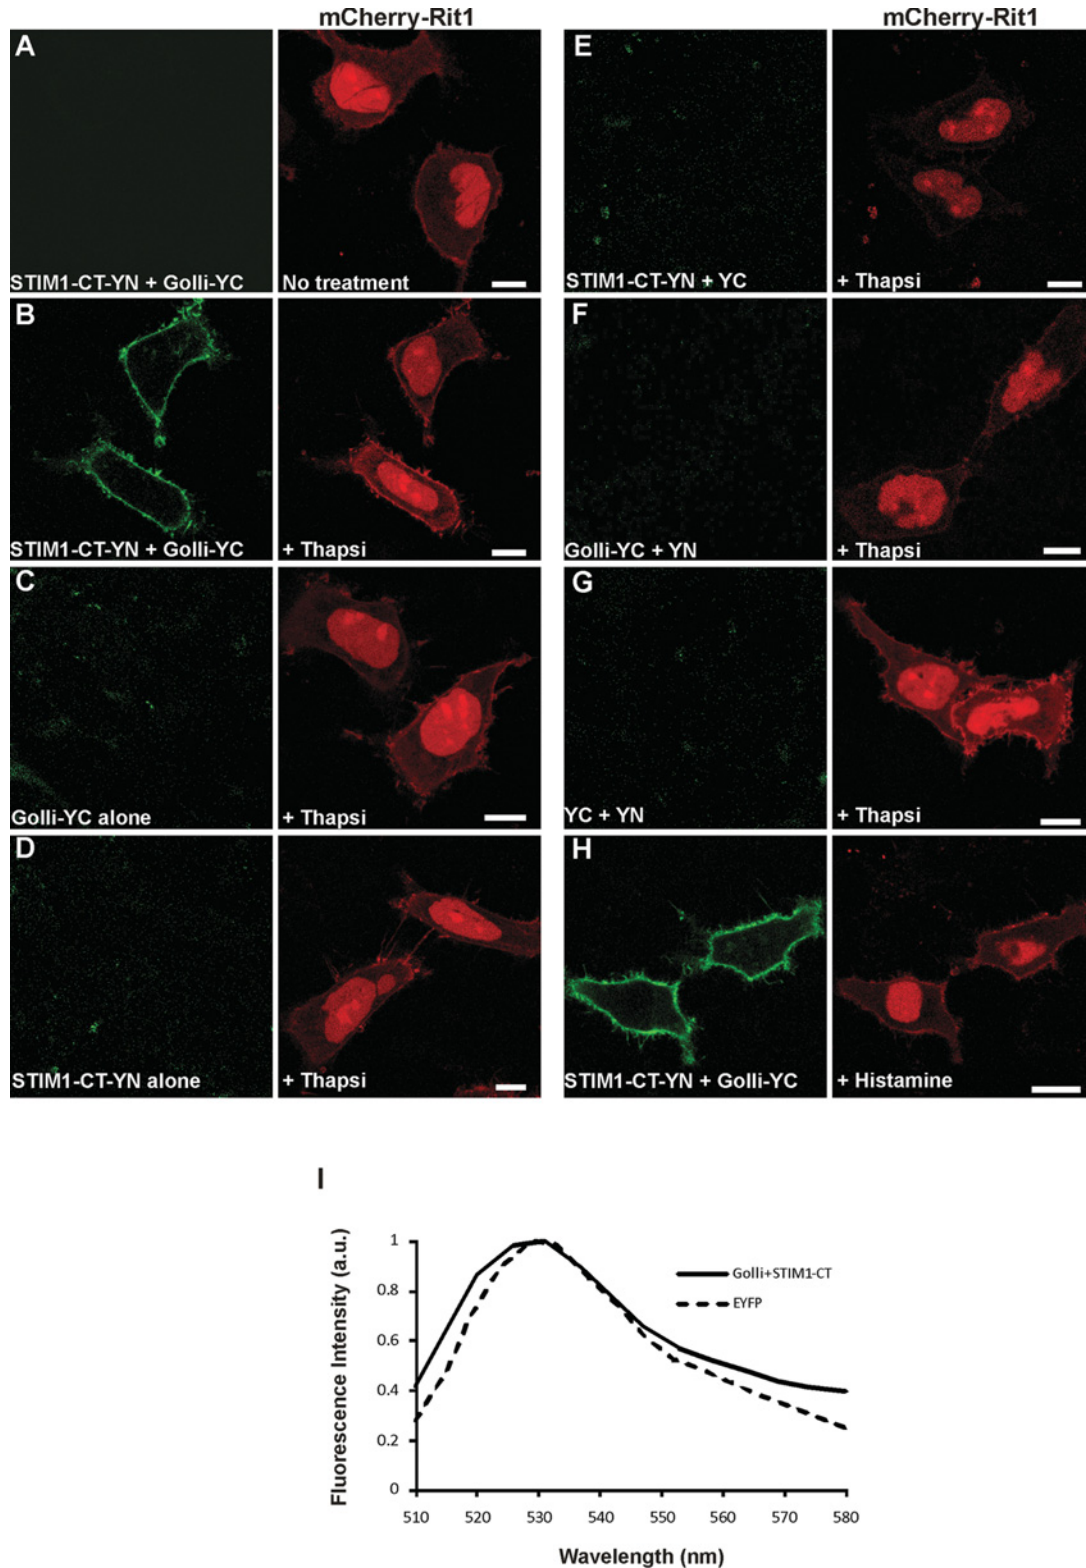 mCherry-Rit1
mCherry-Rit1
A
STIM1-CT-YN + Golli-YC
No treatment
E
STIM1-CT-YN + YC
+ Thapsi
B
STIM1-CT-YN + Golli-YC
+ Thapsi
F
Golli-YC + YN
+ Thapsi
C
Golli-YC alone
+ Thapsi
G
YC + YN
+ Thapsi
D
STIM1-CT-YN alone
+ Thapsi
H
STIM1-CT-YN + Golli-YC
+ Histamine
I
Fluorescence Intensity (a.u.)
1
0.8
0.6
0.4
0.2
0
Golli+STIM1-CT
EYFP
510 520 530 540 550 560 570 580
Wavelength (nm)